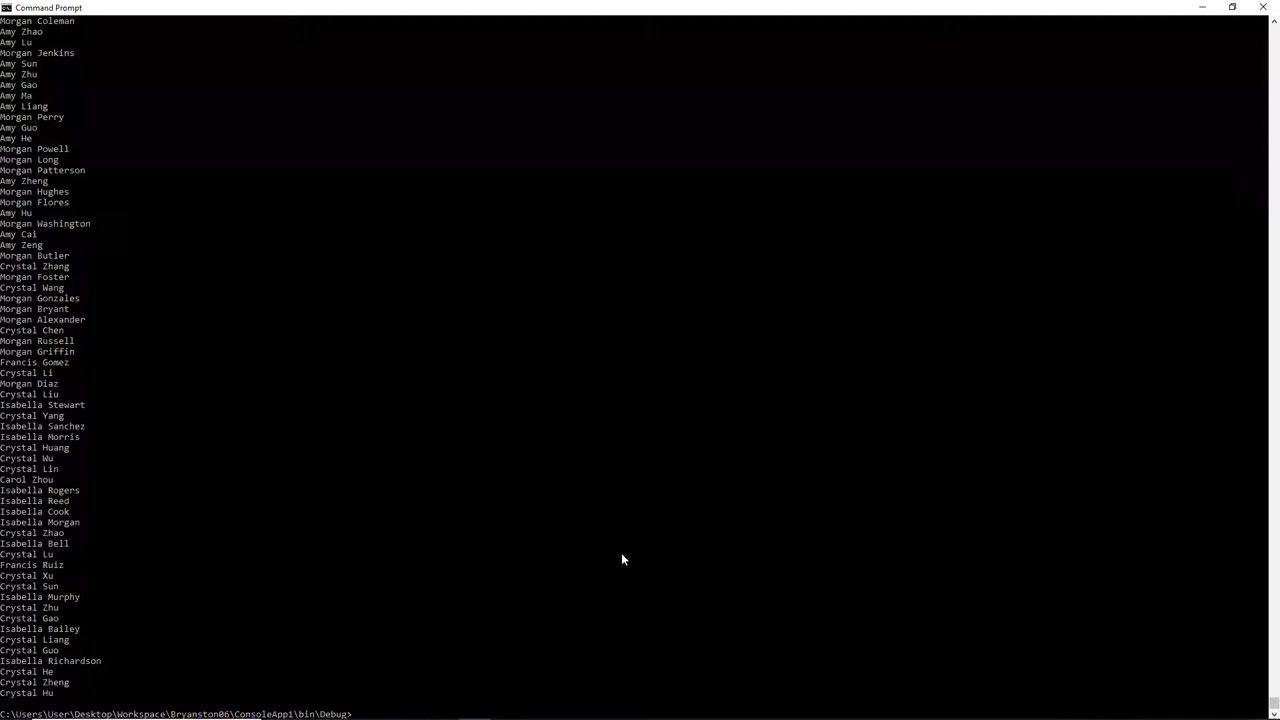 Command Prompt
Morgan Coleman
Amy Zhao
Amy Lu
Morgan Jenkins
Amy Sun
Amy Zhu
Amy Gao
Amy Ma
Amy Liang
Morgan Perry
Amy Guo
Amy He
Morgan Powell
Morgan Long
Morgan Patterson
Amy Zheng
Morgan Hughes
Morgan Flores
Amy Hu
Morgan Washington
Amy Cai
Amy Zeng
Morgan Butler
Crystal Zhang
Morgan Foster
Crystal Wang
Morgan Gonzales
Morgan Bryant
Morgan Alexander
Crystal Chen
Morgan Russell
Morgan Griffin
Francis Gomez
Crystal Li
Morgan Diaz
Crystal Liu
Isabella Stewart
Crystal Yang
Isabella Sanchez
Isabella Morris
Crystal Huang
Crystal Wu
Crystal Lin
Carol Zhou
Isabella Rogers
Isabella Reed
Isabella Cook
Isabella Morgan
Crystal Zhao
Isabella Bell
Crystal Lu
Francis Ruiz
Crystal Xu
Crystal Sun
Isabella Murphy
Crystal Zhu
Crystal Gao
Isabella Bailey
Crystal Liang
Crystal Guo
Isabella Richardson
Crystal He
Crystal Zheng
Crystal Hu
C:\Users\User\Desktop\Workspace\Bryanston06\ConsoleApp1\bin\Debug>